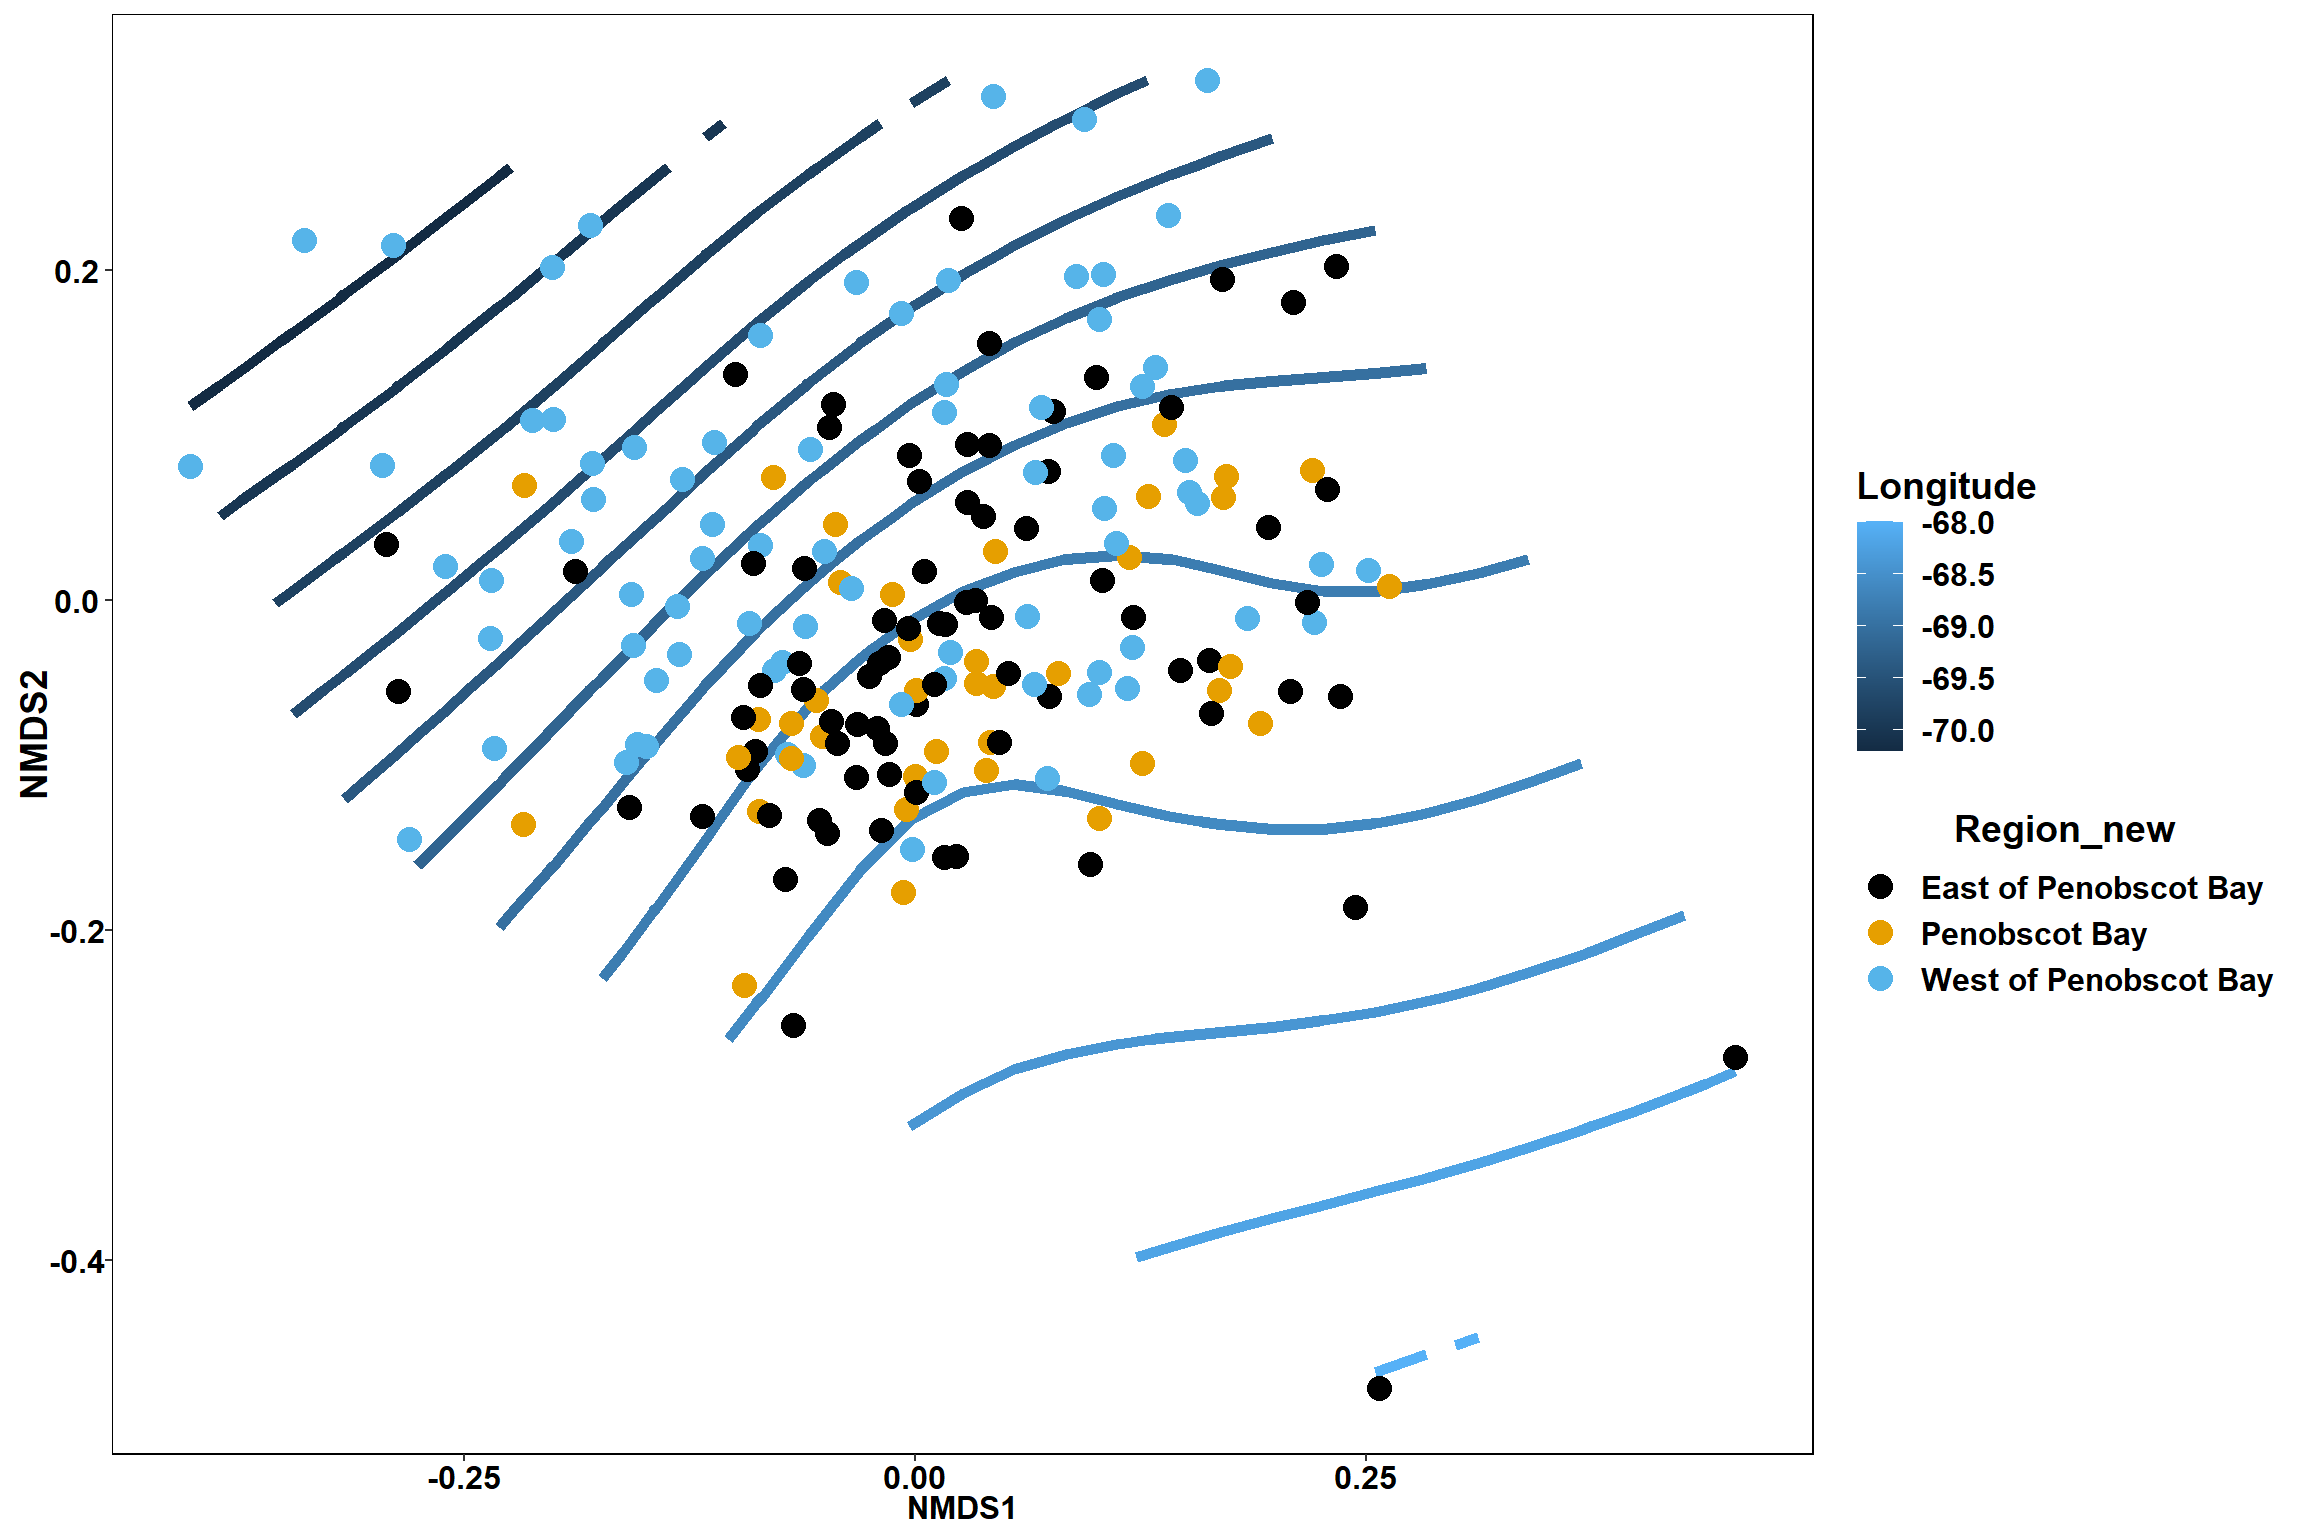 0.2
0.0
-0.2
-0.4
NMDS2
-0.25
0.00
0.25
NMDS1
Longitude
-68.0
-68.5
-69.0
-69.5
-70.0
Region_new
East of Penobscot Bay
Penobscot Bay
West of Penobscot Bay